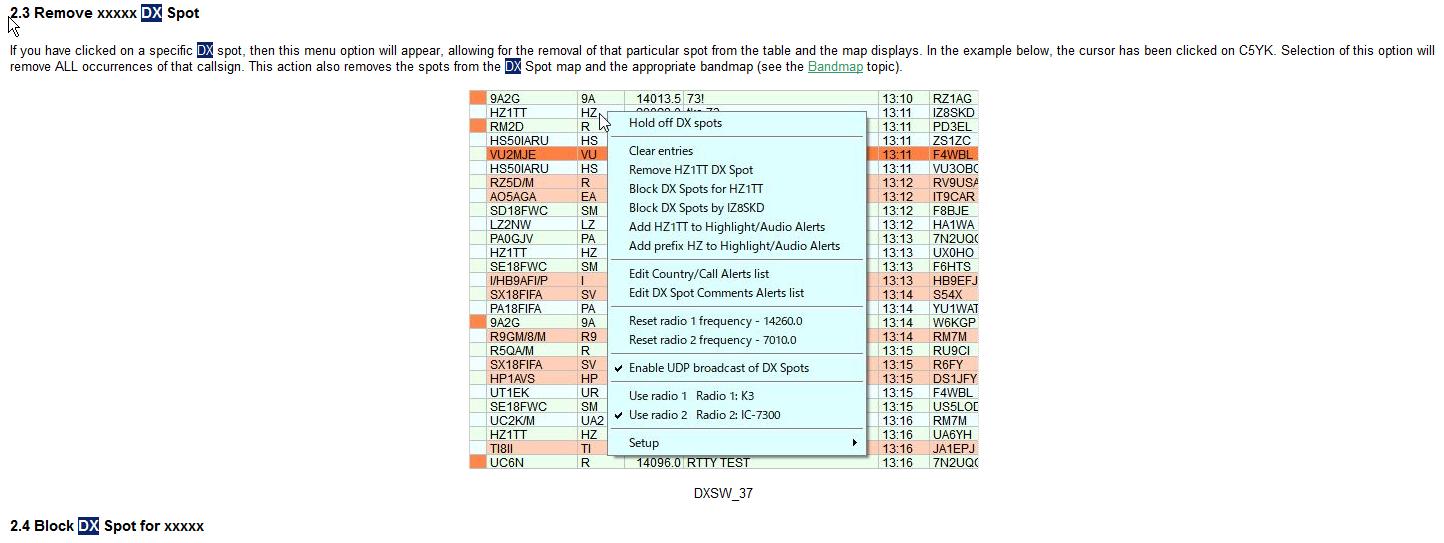 2.3 Remove xxxxx DX Spot
If you have clicked on a specific DX spot, then this menu option will appear, allowing for the removal of that particular spot from the table and the map displays. In the example below, the cursor has been clicked on C5YK. Selection of this option will
remove ALL occurrences of that callsign. This action also removes the spots from the DX Spot map and the appropriate bandmap (see the Bandmap topic).
9A2G 9A 14013.5 73! 13:10 RZ1AG
HZ1TT HZ 13:11 IZ8SKD
RM2D R 13:11 PD3EL
HS50IARU HS 13:11 ZS1ZC
VU2MJE VU 13:11 F4WBL
HS50IARU HS 13:11 VU3OBC
RZ5D/M R 13:12 RV9USA
AO5AGA EA 13:12 IT9CAR
SD18FWC SM 13:12 F8BJE
LZ2NW LZ 13:12 HA1WA
PA0GJV PA 13:13 7N2UQC
HZ1TT HZ 13:13 UX0HO
SE18FWC SM 13:13 F6HTS
I/HB9AFI/P I 13:13 HB9EFJ
SX18FIFA SV 13:14 S54X
PA18FIFA PA 13:14 YU1WAT
9A2G 9A 13:14 W6KGP
R9GM/8/M R9 13:14 RM7M
R5QA/M R 13:15 RU9CI
SX18FIFA SV 13:15 R6FY
HP1AVS HP 13:15 DS1JFY
UT1EK UR 13:15 F4WBL
SE18FWC SM 13:15 US5LOD
UC2K/M UA2 13:16 RM7M
HZ1TT HZ 13:16 UA6YH
TI8II TI 13:16 JA1EPJ
UC6N R 14096.0 RTTY TEST 13:16 7N2UQC
Hold off DX spots
Clear entries
Remove HZ1TT DX Spot
Block DX Spots for HZ1TT
Block DX Spots by IZ8SKD
Add HZ1TT to Highlight/Audio Alerts
Add prefix HZ to Highlight/Audio Alerts
Edit Country/Call Alerts list
Edit DX Spot Comments Alerts list
Reset radio 1 frequency - 14260.0
Reset radio 2 frequency - 7010.0
✓ Enable UDP broadcast of DX Spots
Use radio 1 Radio 1: K3
✓ Use radio 2 Radio 2: IC-7300
Setup
DXSW_37
2.4 Block DX Spot for xxxxx